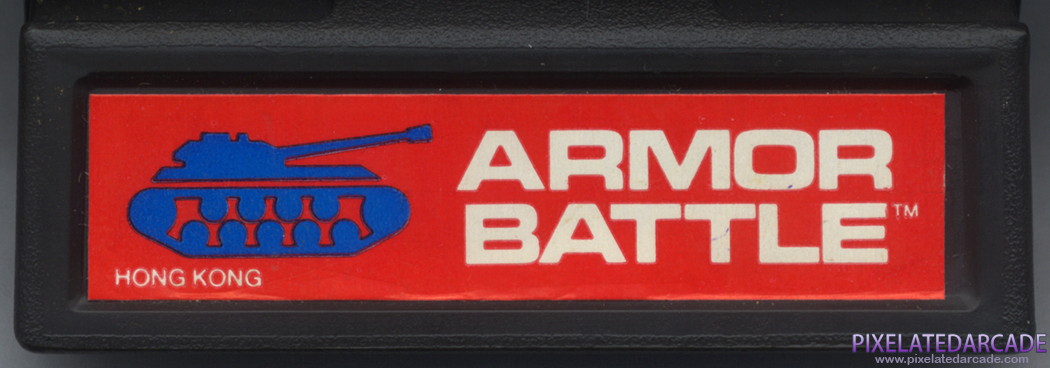 ARMOR
BATTLE™
HONG KONG
PIXELATEDARCADE
www.pixelatedarcade.com